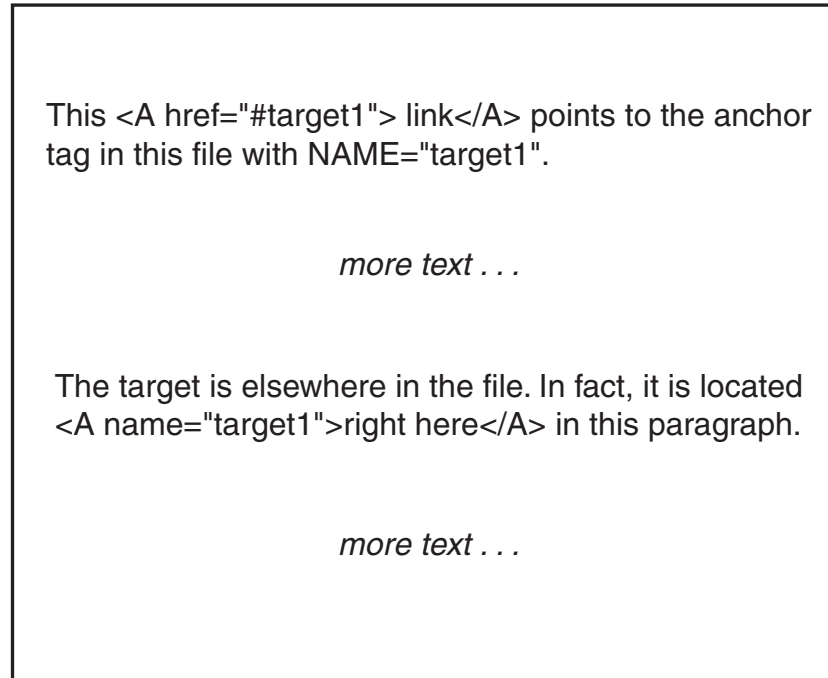 This <A href="#target1"> link</A> points to the anchor
tag in this file with NAME="target1".
more text . . .
The target is elsewhere in the file. In fact, it is located
<A name="target1">right here</A> in this paragraph.
more text . . .